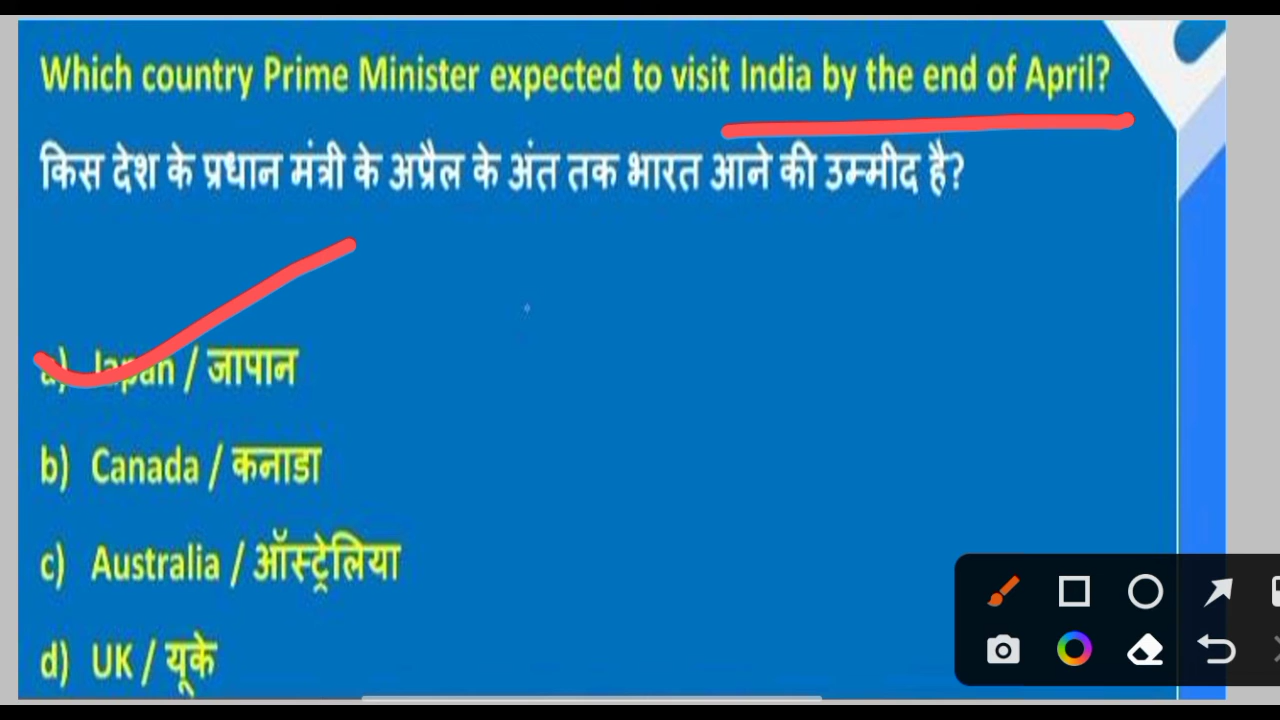 Which country Prime Minister expected to visit India by the end of April?
किस देश के प्रधान मंत्री के अप्रैल के अंत तक भारत आने की उम्मीद है?
a) Japan / जापान
b) Canada / कनाडा
c) Australia / ऑस्ट्रेलिया
d) UK / यूके